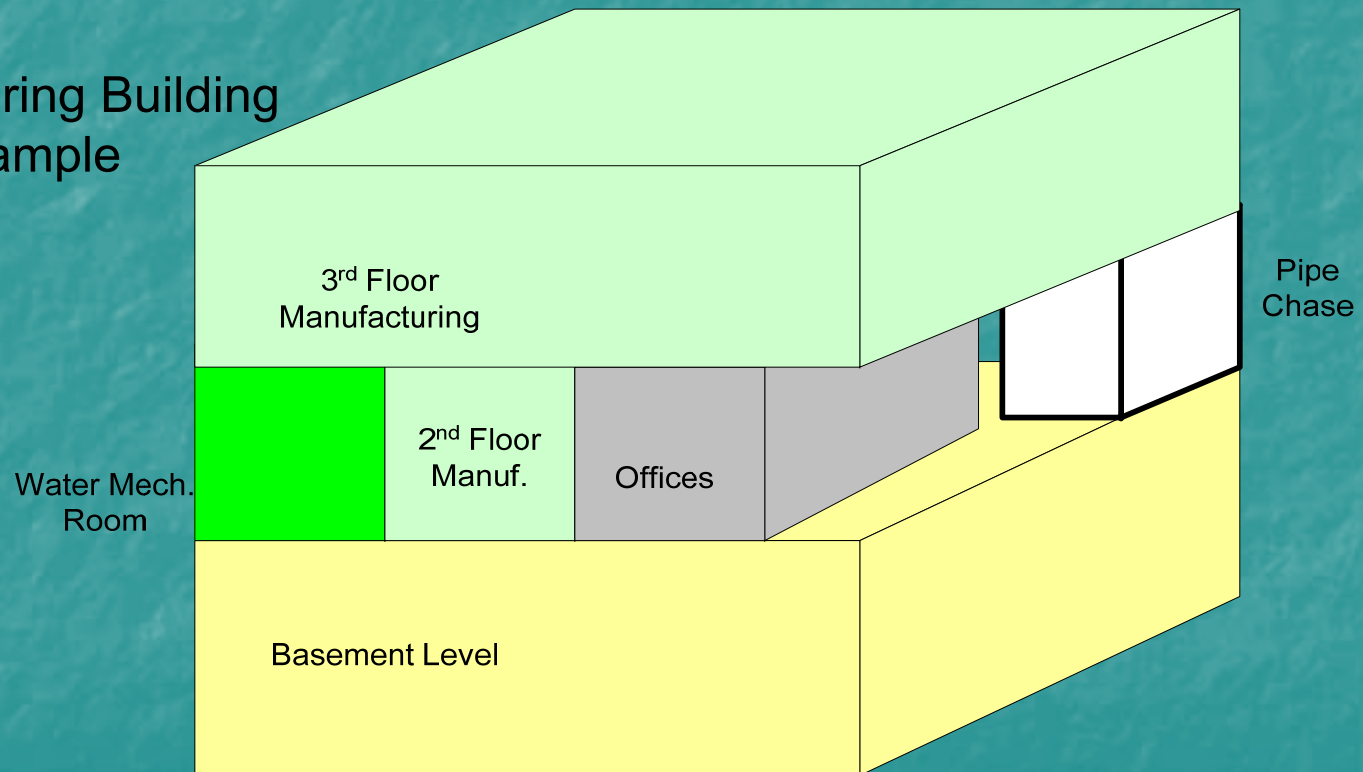 ring Building
ample
3rd Floor
Manufacturing
Pipe
Chase
2nd Floor
Manuf.
Offices
Water Mech.
Room
Basement Level